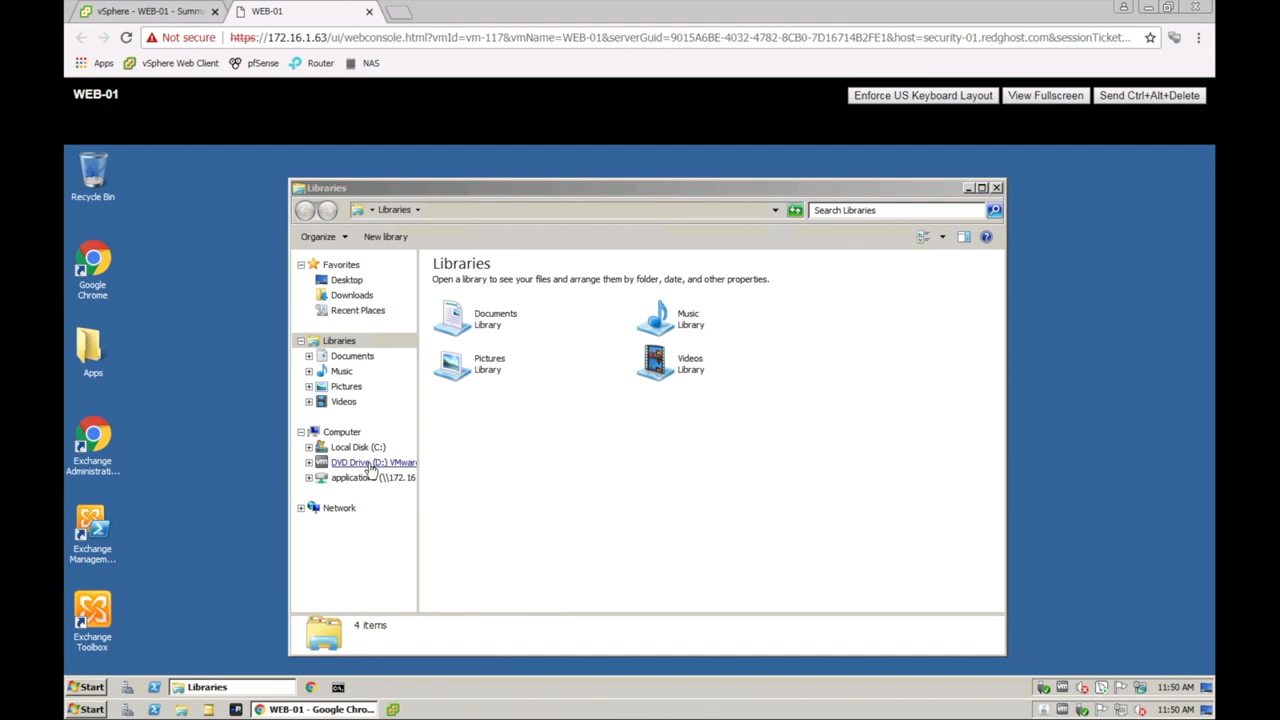 vSphere - WEB-01 - Summ
WEB-01
Not secure
https://172.16.1.63/ui/webconsole.html?vmId=vm-117&vmName=WEB-01&serverGuid=9015A6BE-4032-4782-8CB0-7D16714B2FE1&host=security-01.redghost.com&sessionTicket...
Apps vSphere Web Client pfSense Router NAS
WEB-01
Enforce US Keyboard Layout View Fullscreen Send Ctrl+Alt+Delete
Recycle Bin
Google
Chrome
Apps
Exchange
Administrati...
Exchange
Managem...
Exchange
Toolbox
Libraries
Libraries
Search Libraries
Organize New library
Favorites
Desktop
Downloads
Recent Places
Libraries
Documents
Music
Pictures
Videos
Computer
Local Disk (C:)
DVD Drive (D:) VMware
(\\172.16
Network
Libraries
Open a library to see your files and arrange them by folder, date, and other properties.
Documents
Library
Music
Library
Pictures
Library
Videos
Library
4 items
Start Libraries 11:50 AM
Start WEB-01 - Google Chro... 11:50 AM